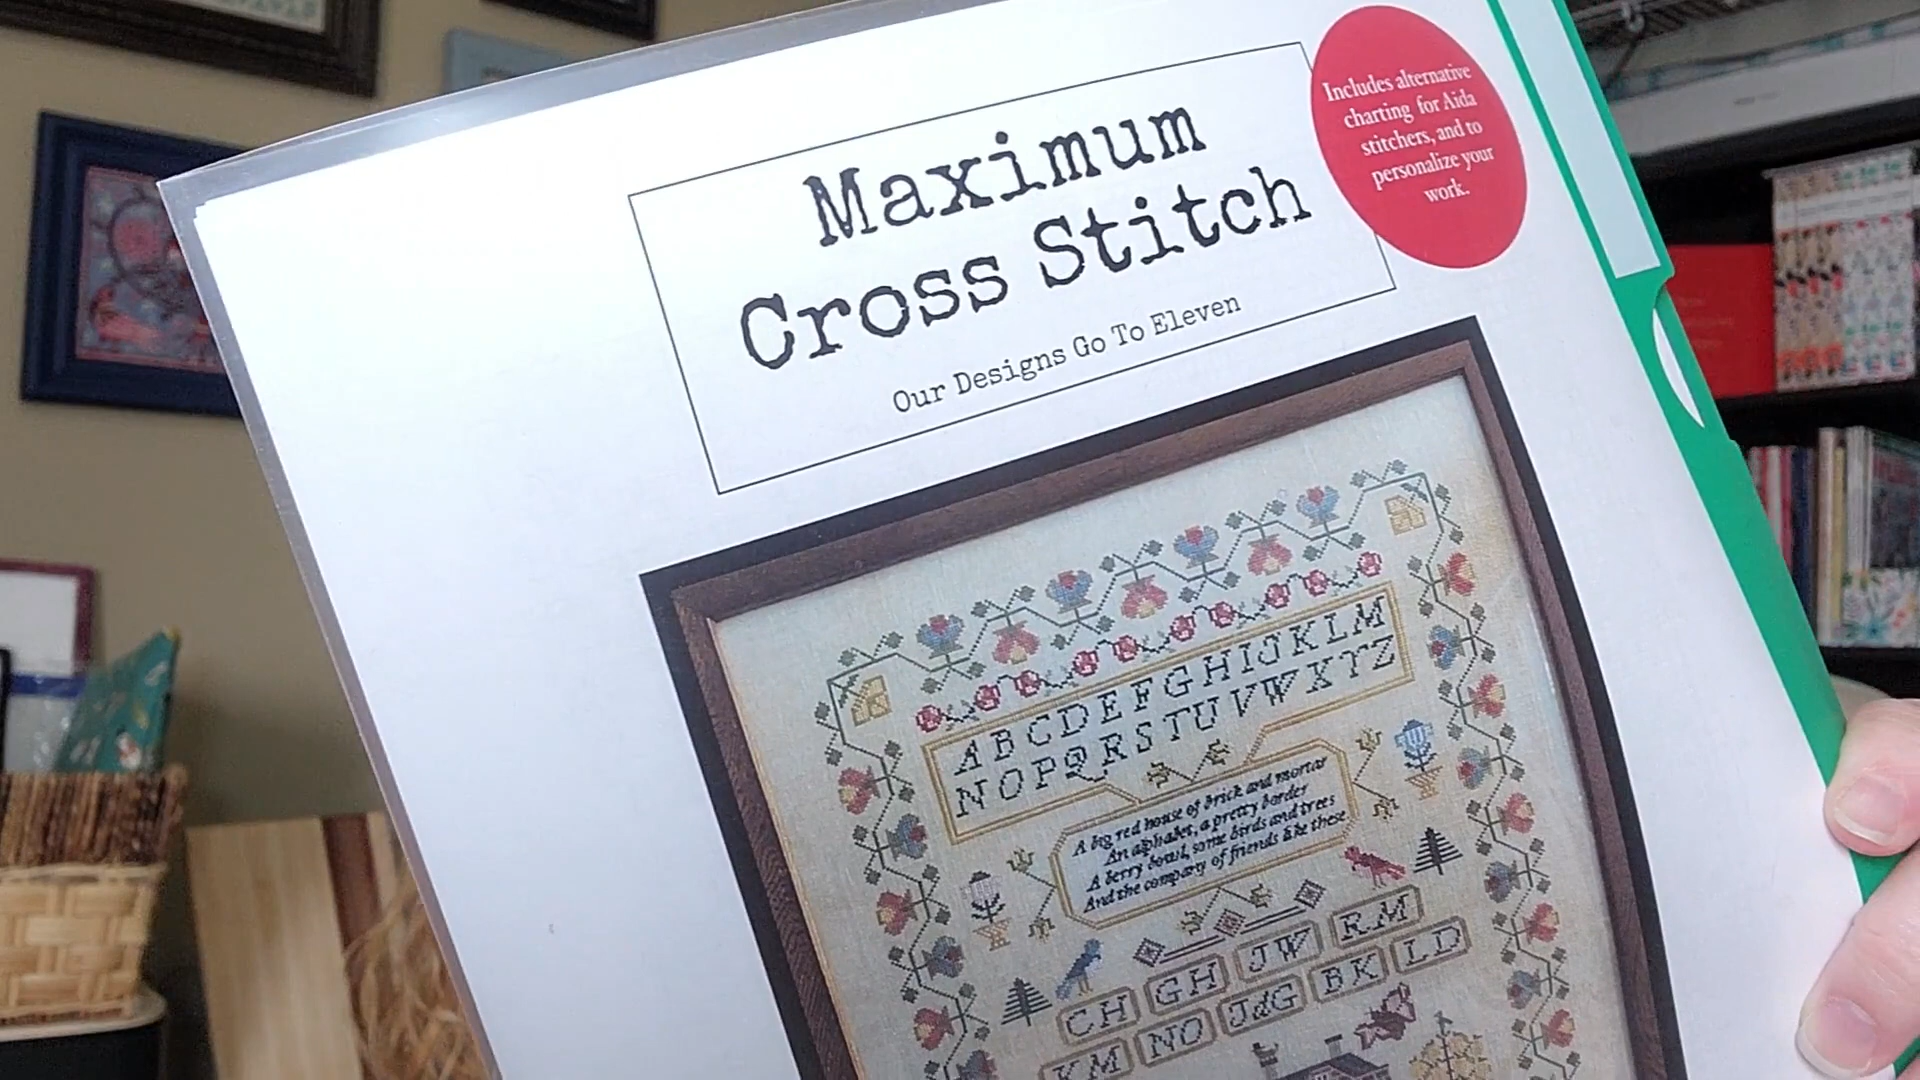 Maximum
Cross Stitch
Our Designs Go To Eleven
Includes alternative
charting for Aida
stitchers, and to
personalize your
work.
ABCDEFGHIJKLM
NOPQRSTUVWXYZ
A big red house of brick and mortar
An alphabet, a pretty border
A berry bowl, some birds and trees
And the company of friends like these
CH GH JW RM
KM NO JdG BK LD